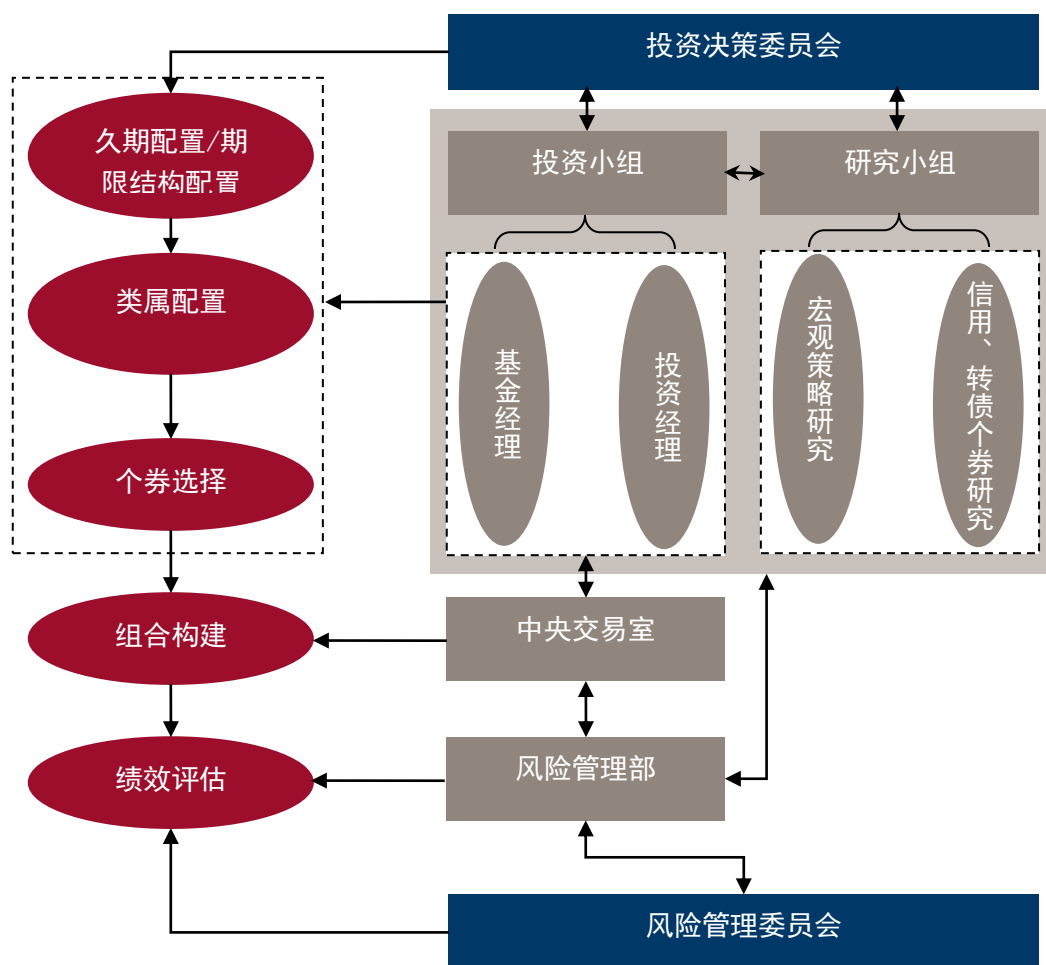 投资决策委员会
久期配置/期
限结构配置
投资小组
研究小组
类属配置
基金经理
投资经理
宏观策略研究
信用、转债个券研究
个券选择
组合构建
中央交易室
绩效评估
风险管理部
风险管理委员会